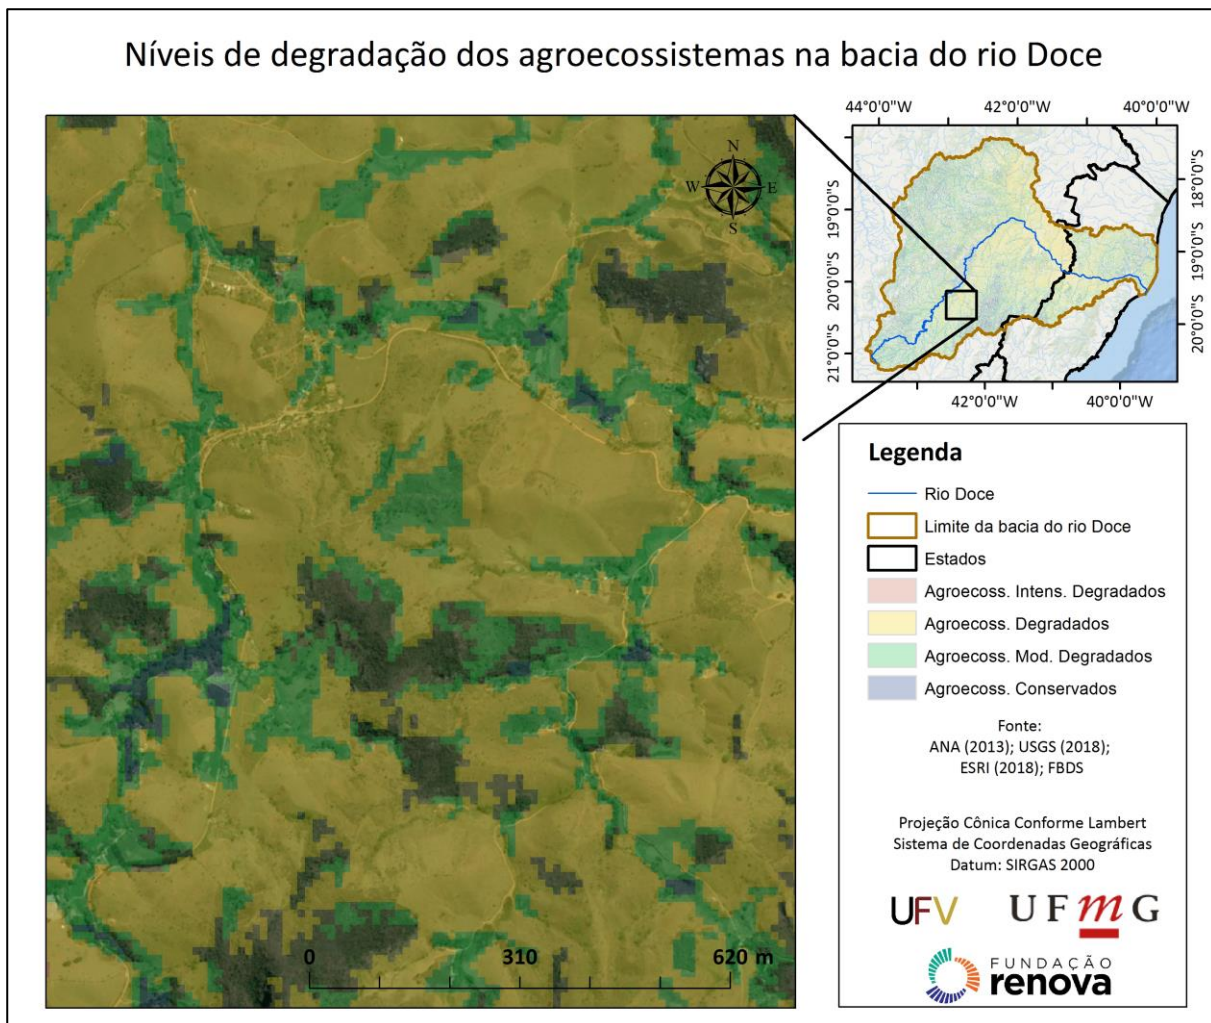 Níveis de degradação dos agroecossistemas na bacia do rio Doce
N
W
E
S
0
310
620 m
44°0'0"W
42°0'0"W
40°0'0"W
19°0'0"S
20°0'0"S
21°0'0"S
18°0'0"S
19°0'0"S
20°0'0"S
42°0'0"W
40°0'0"W
Legenda
Rio Doce
Limite da bacia do rio Doce
Estados
Agroecoss. Intens. Degradados
Agroecoss. Degradados
Agroecoss. Mod. Degradados
Agroecoss. Conservados
Fonte:
ANA (2013); USGS (2018);
ESRI (2018); FBDS
Projeção Cônica Conforme Lambert
Sistema de Coordenadas Geográficas
Datum: SIRGAS 2000
UFV
UFmG
FUNDAÇÃO
renova